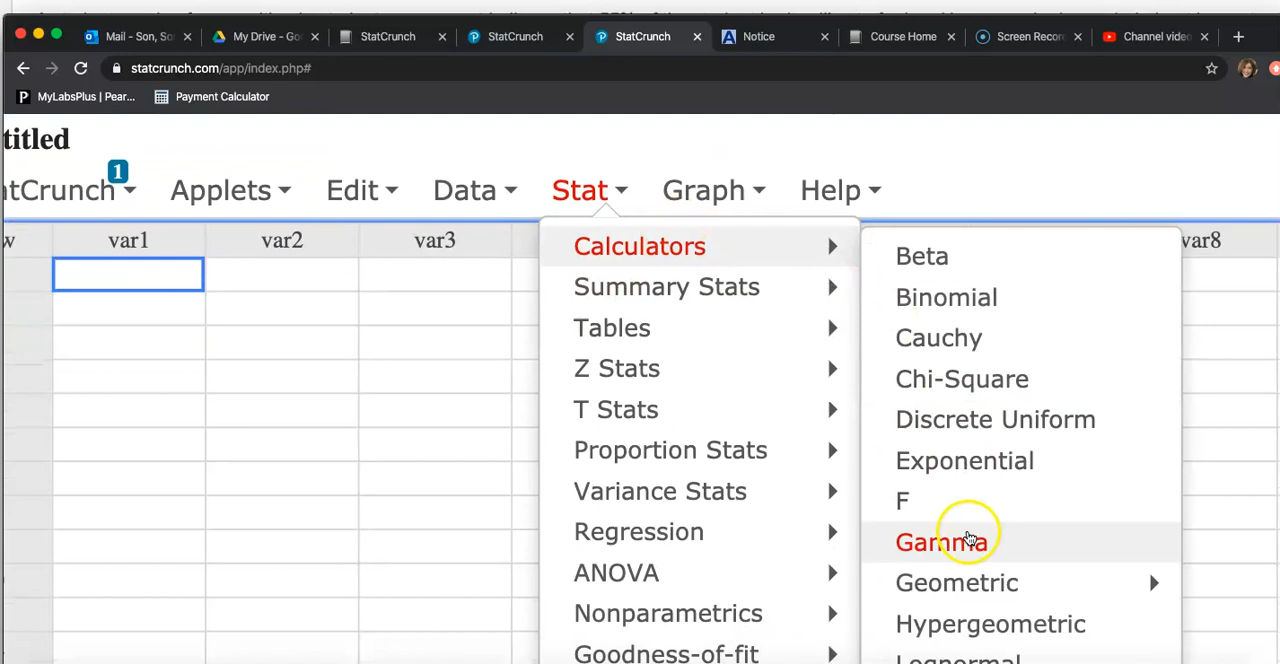 Mail - Son, So
My Drive - Go
StatCrunch
StatCrunch
StatCrunch
Notice
Course Home
Screen Recor
Channel vide
statcrunch.com/app/index.php#
MyLabsPlus | Pear...
Payment Calculator
titled
atCrunch
1
Applets
Edit
Data
Stat
Graph
Help
w
var1
var2
var3
var8
Calculators
Summary Stats
Tables
Z Stats
T Stats
Proportion Stats
Variance Stats
Regression
ANOVA
Nonparametrics
Goodness-of-fit
Beta
Binomial
Cauchy
Chi-Square
Discrete Uniform
Exponential
F
Gamma
Geometric
Hypergeometric
Lognormal